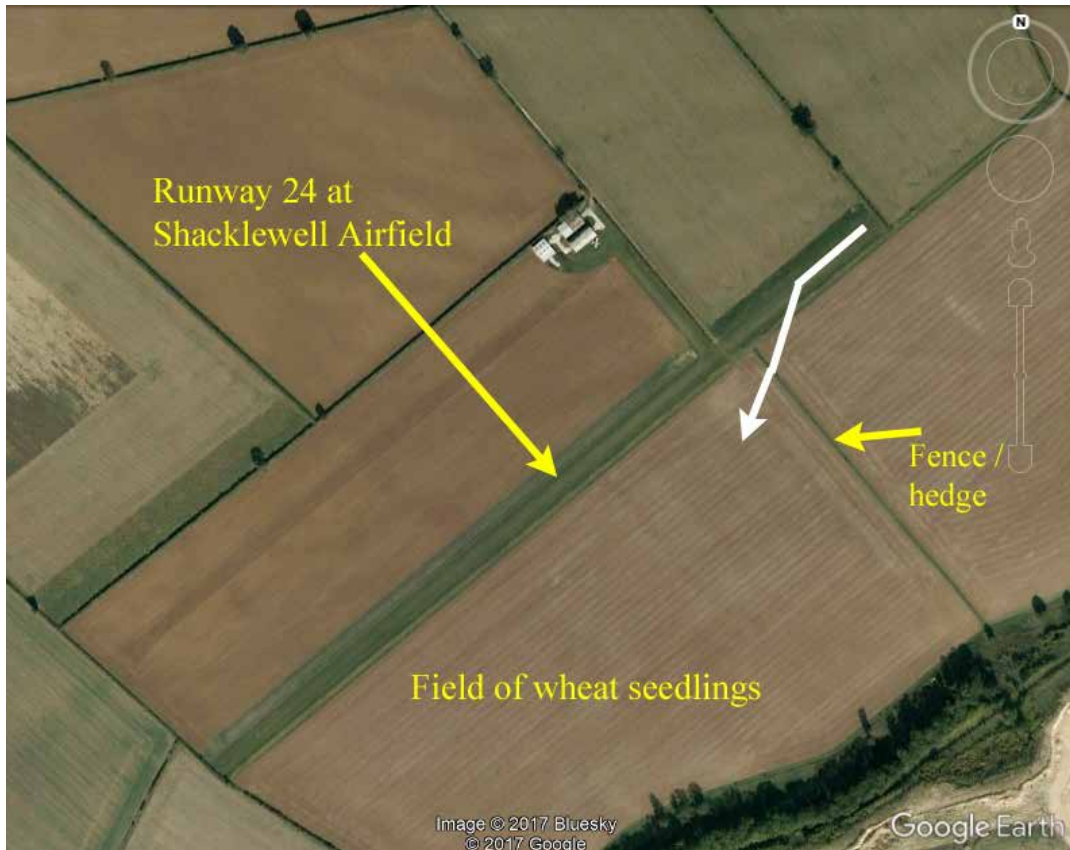 N
Runway 24 at
Shacklewell Airfield
Fence /
hedge
Field of wheat seedlings
Image © 2017 Bluesky
© 2017 Google
Google Earth